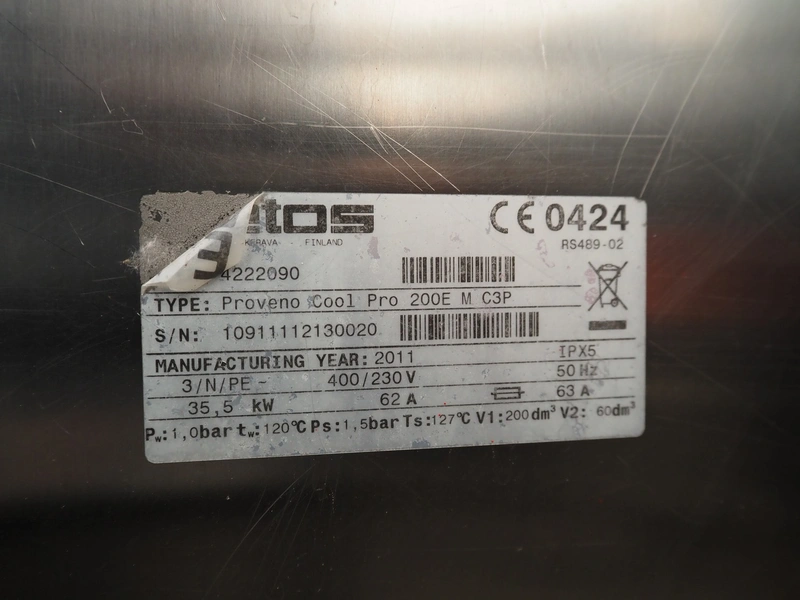 etos CE 0424
KERAVA - FINLAND RS489-02
4222090
TYPE: Proveno Cool Pro 200E M C3P
S/N: 10911112130020
MANUFACTURING YEAR: 2011 IPX5
3/N/PE ~ 400/230V 50 Hz
35,5 kW 62 A 63 A
Pw:1,0bar tw:120°C Ps:1,5bar Ts:127°C V1:200dm³ V2: 60dm³